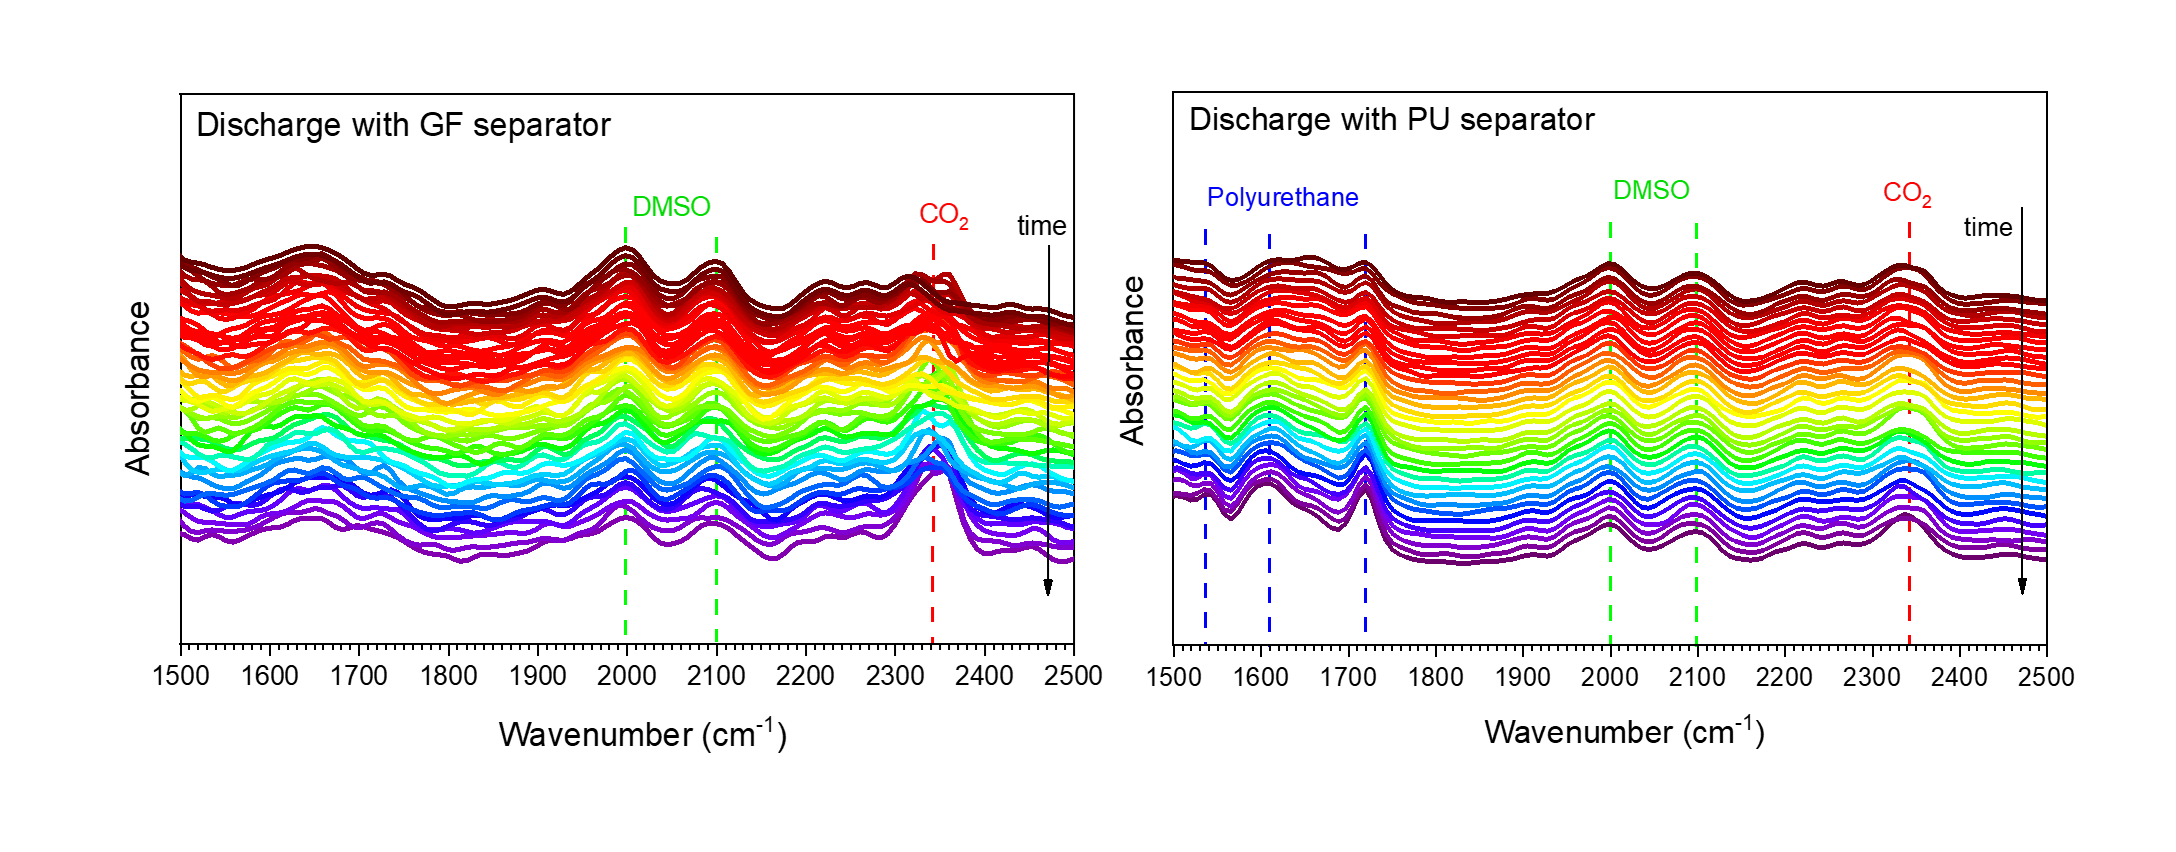 Discharge with GF separator
DMSO
CO₂
time
Absorbance
1500 1600 1700 1800 1900 2000 2100 2200 2300 2400 2500
Wavenumber (cm⁻¹)
Discharge with PU separator
Polyurethane
DMSO
CO₂
time
Absorbance
1500 1600 1700 1800 1900 2000 2100 2200 2300 2400 2500
Wavenumber (cm⁻¹)